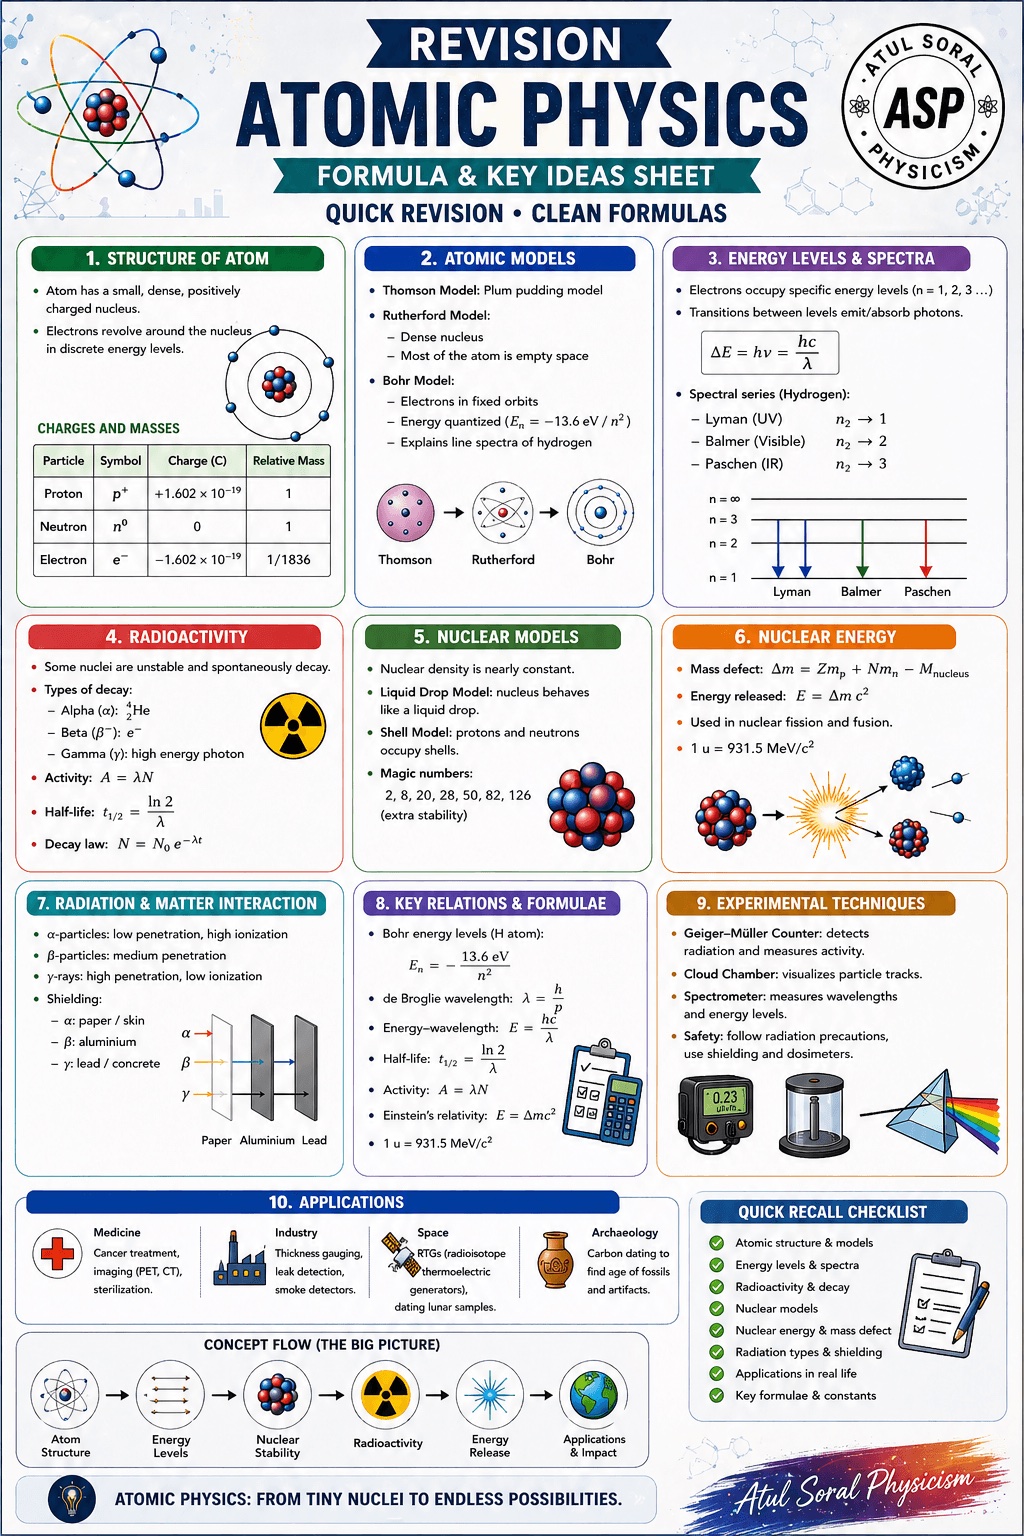 REVISION
ATOMIC PHYSICS
FORMULA & KEY IDEAS SHEET
QUICK REVISION • CLEAN FORMULAS
ATUL SORAL
ASP
PHYSICISM
1. STRUCTURE OF ATOM
• Atom has a small, dense, positively
charged nucleus.
• Electrons revolve around the nucleus
in discrete energy levels.
CHARGES AND MASSES
Particle Symbol Charge (C) Relative Mass
Proton p⁺ +1.602 × 10⁻¹⁹ 1
Neutron n⁰ 0 1
Electron e⁻ −1.602 × 10⁻¹⁹ 1/1836
2. ATOMIC MODELS
• Thomson Model: Plum pudding model
• Rutherford Model:
– Dense nucleus
– Most of the atom is empty space
• Bohr Model:
– Electrons in fixed orbits
– Energy quantized (Eₙ = −13.6 eV / n²)
– Explains line spectra of hydrogen
Thomson Rutherford Bohr
3. ENERGY LEVELS & SPECTRA
• Electrons occupy specific energy levels (n = 1, 2, 3 ...)
• Transitions between levels emit/absorb photons.
ΔE = hν = hc/λ
• Spectral series (Hydrogen):
– Lyman (UV) n₂ → 1
– Balmer (Visible) n₂ → 2
– Paschen (IR) n₂ → 3
n = ∞
n = 3
n = 2
n = 1
Lyman Balmer Paschen
4. RADIOACTIVITY
• Some nuclei are unstable and spontaneously decay.
• Types of decay:
– Alpha (α): ⁴₂He
– Beta (β⁻): e⁻
– Gamma (γ): high energy photon
• Activity: A = λN
• Half-life: t₁/₂ = ln 2/λ
• Decay law: N = N₀ e^(−λt)
5. NUCLEAR MODELS
• Nuclear density is nearly constant.
• Liquid Drop Model: nucleus behaves
like a liquid drop.
• Shell Model: protons and neutrons
occupy shells.
• Magic numbers:
2, 8, 20, 28, 50, 82, 126
(extra stability)
6. NUCLEAR ENERGY
• Mass defect: Δm = Zmₚ + Nmₙ − M_nucleus
• Energy released: E = Δm c²
• Used in nuclear fission and fusion.
• 1 u = 931.5 MeV/c²
7. RADIATION & MATTER INTERACTION
• α-particles: low penetration, high ionization
• β-particles: medium penetration
• γ-rays: high penetration, low ionization
• Shielding:
– α: paper / skin
– β: aluminium
– γ: lead / concrete
α
β
γ
Paper Aluminium Lead
8. KEY RELATIONS & FORMULAE
• Bohr energy levels (H atom):
Eₙ = − 13.6 eV/n²
• de Broglie wavelength: λ = h/p
• Energy–wavelength: E = hc/λ
• Half-life: t₁/₂ = ln 2/λ
• Activity: A = λN
• Einstein's relativity: E = Δmc²
• 1 u = 931.5 MeV/c²
9. EXPERIMENTAL TECHNIQUES
• Geiger–Müller Counter: detects
radiation and measures activity.
• Cloud Chamber: visualizes particle tracks.
• Spectrometer: measures wavelengths
and energy levels.
• Safety: follow radiation precautions,
use shielding and dosimeters.
0.23
10. APPLICATIONS
Medicine
Cancer treatment,
imaging (PET, CT),
sterilization.
Industry
Thickness gauging,
leak detection,
smoke detectors.
Space
RTGs (radioisotope
thermoelectric
generators),
dating lunar samples.
Archaeology
Carbon dating to
find age of fossils
and artifacts.
QUICK RECALL CHECKLIST
Atomic structure & models
Energy levels & spectra
Radioactivity & decay
Nuclear models
Nuclear energy & mass defect
Radiation types & shielding
Applications in real life
Key formulae & constants
CONCEPT FLOW (THE BIG PICTURE)
Atom
Structure
Energy
Levels
Nuclear
Stability
Radioactivity
Energy
Release
Applications
& Impact
ATOMIC PHYSICS: FROM TINY NUCLEI TO ENDLESS POSSIBILITIES.
Atul Soral Physicism